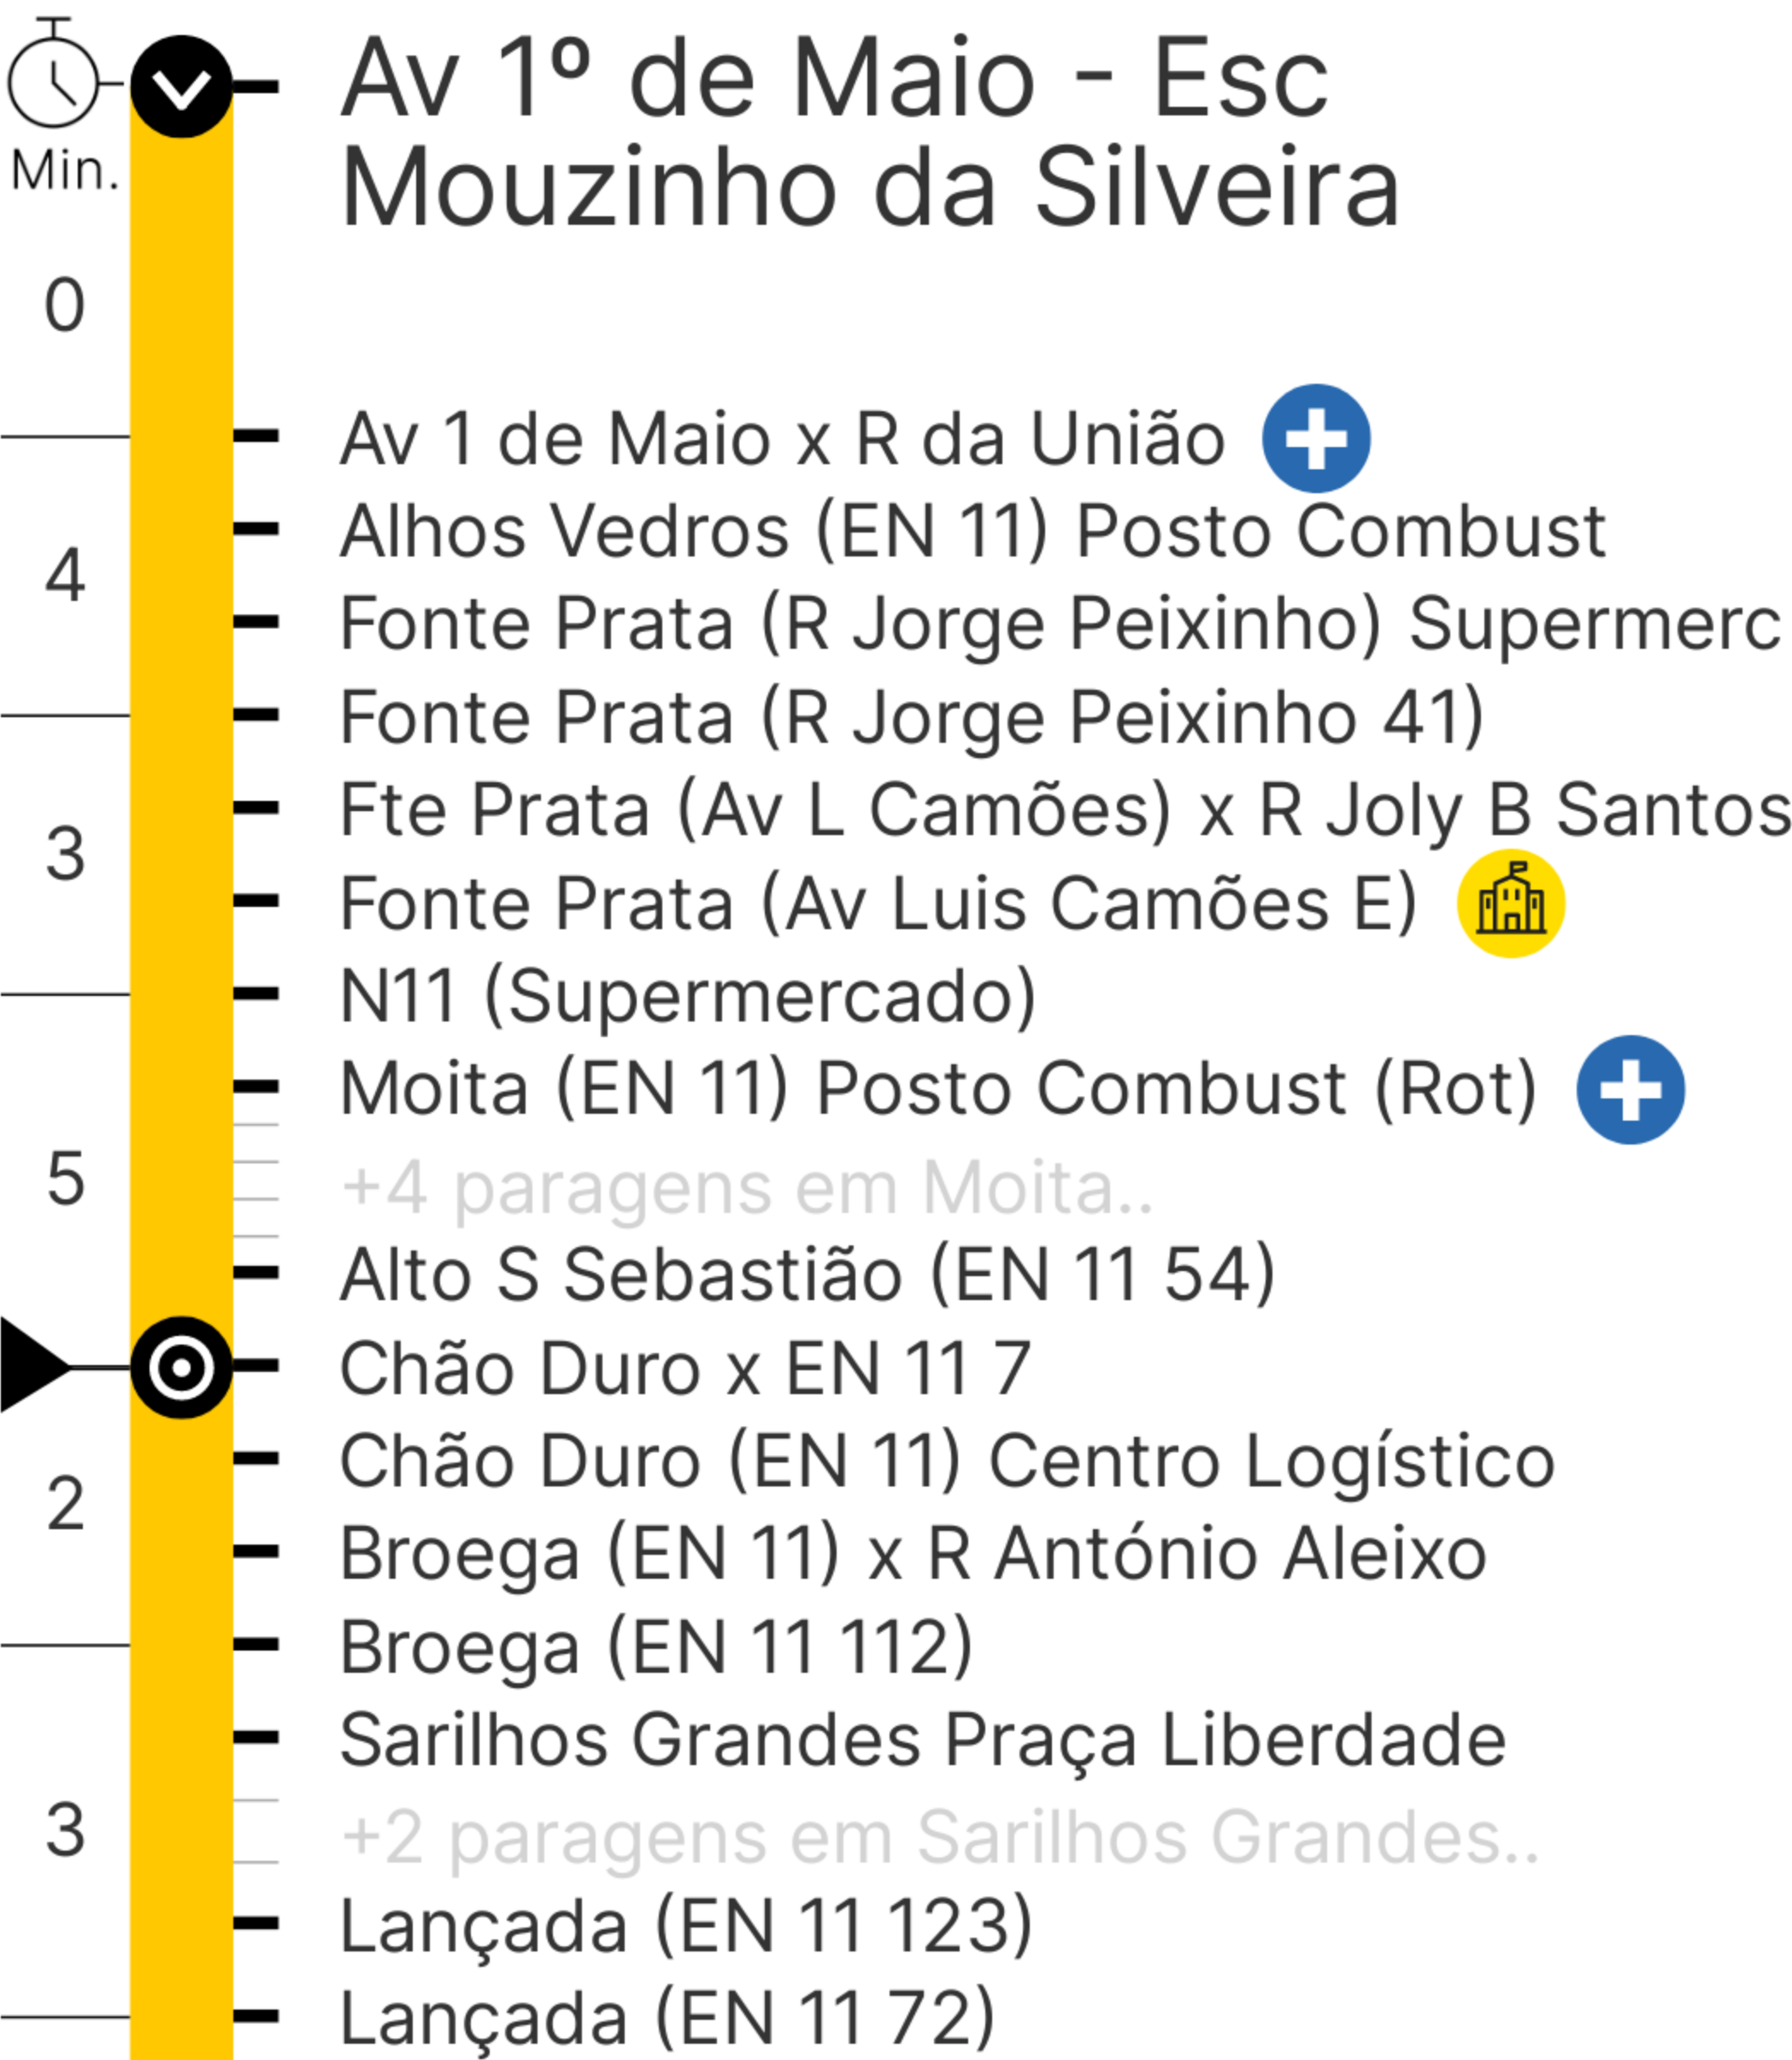 Av 1º de Maio - Esc
Mouzinho da Silveira
Min.
0
Av 1 de Maio x R da União
Alhos Vedros (EN 11) Posto Combust
4
Fonte Prata (R Jorge Peixinho) Supermerc
Fonte Prata (R Jorge Peixinho 41)
Fte Prata (Av L Camões) x R Joly B Santos
3
Fonte Prata (Av Luis Camões E)
N11 (Supermercado)
Moita (EN 11) Posto Combust (Rot)
5
+4 paragens em Moita..
Alto S Sebastião (EN 11 54)
Chão Duro x EN 11 7
Chão Duro (EN 11) Centro Logístico
2
Broega (EN 11) x R António Aleixo
Broega (EN 11 112)
Sarilhos Grandes Praça Liberdade
3
+2 paragens em Sarilhos Grandes..
Lançada (EN 11 123)
Lançada (EN 11 72)